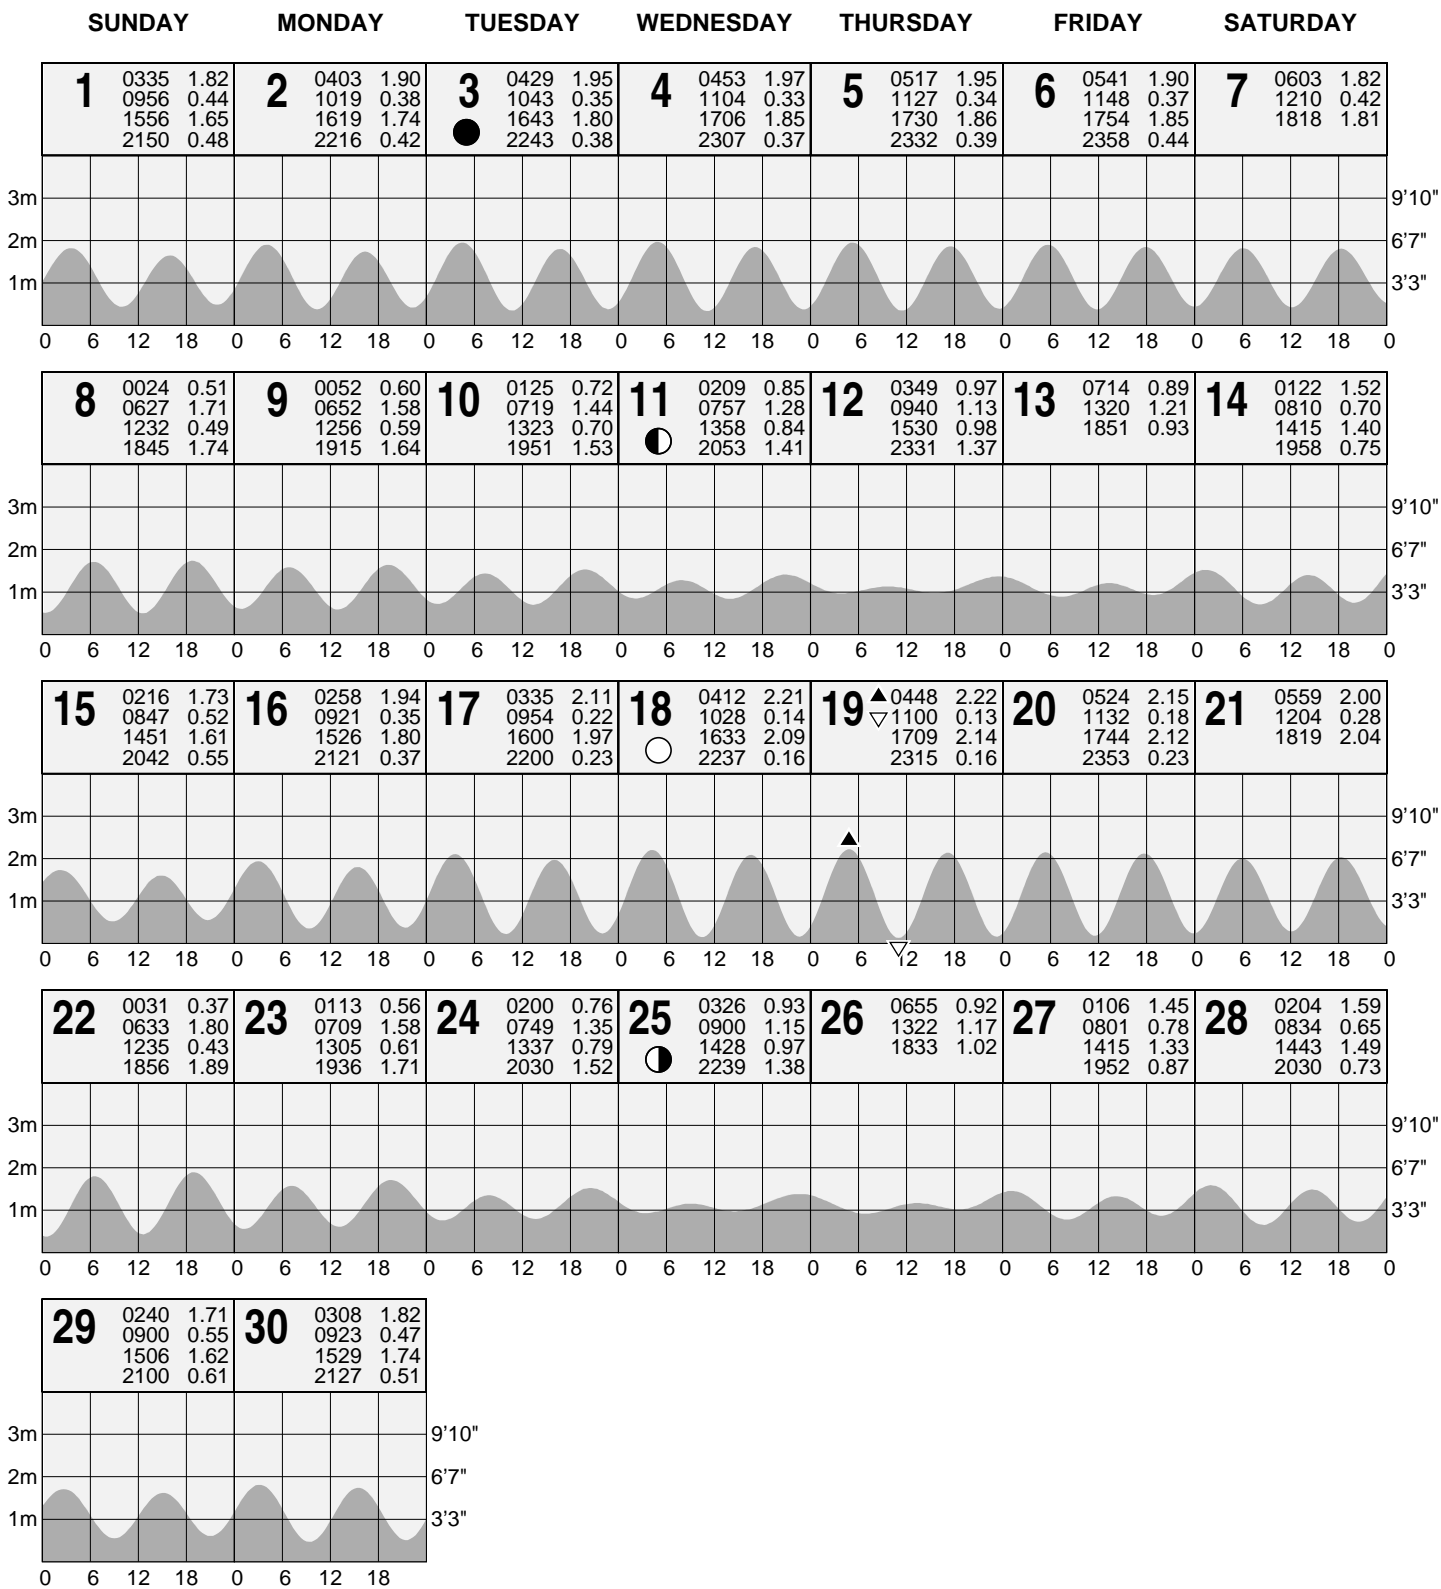 SUNDAY MONDAY TUESDAY WEDNESDAY THURSDAY FRIDAY SATURDAY
1 0335 1.82
0956 0.44
1556 1.65
2150 0.48
2 0403 1.90
1019 0.38
1619 1.74
2216 0.42
3 0429 1.95
1043 0.35
1643 1.80
2243 0.38
4 0453 1.97
1104 0.33
1706 1.85
2307 0.37
5 0517 1.95
1127 0.34
1730 1.86
2332 0.39
6 0541 1.90
1148 0.37
1754 1.85
2358 0.44
7 0603 1.82
1210 0.42
1818 1.81
3m 9'10"
2m 6'7"
1m 3'3"
0 6 12 18 0 6 12 18 0 6 12 18 0 6 12 18 0 6 12 18 0 6 12 18 0 6 12 18 0
8 0024 0.51
0627 1.71
1232 0.49
1845 1.74
9 0052 0.60
0652 1.58
1256 0.59
1915 1.64
10 0125 0.72
0719 1.44
1323 0.70
1951 1.53
11 0209 0.85
0757 1.28
1358 0.84
2053 1.41
12 0349 0.97
0940 1.13
1530 0.98
2331 1.37
13 0714 0.89
1320 1.21
1851 0.93
14 0122 1.52
0810 0.70
1415 1.40
1958 0.75
3m 9'10"
2m 6'7"
1m 3'3"
0 6 12 18 0 6 12 18 0 6 12 18 0 6 12 18 0 6 12 18 0 6 12 18 0 6 12 18 0
15 0216 1.73
0847 0.52
1451 1.61
2042 0.55
16 0258 1.94
0921 0.35
1526 1.80
2121 0.37
17 0335 2.11
0954 0.22
1600 1.97
2200 0.23
18 0412 2.21
1028 0.14
1633 2.09
2237 0.16
19 0448 2.22
1100 0.13
1709 2.14
2315 0.16
20 0524 2.15
1132 0.18
1744 2.12
2353 0.23
21 0559 2.00
1204 0.28
1819 2.04
3m 9'10"
2m 6'7"
1m 3'3"
0 6 12 18 0 6 12 18 0 6 12 18 0 6 12 18 0 6 12 18 0 6 12 18 0 6 12 18 0
22 0031 0.37
0633 1.80
1235 0.43
1856 1.89
23 0113 0.56
0709 1.58
1305 0.61
1936 1.71
24 0200 0.76
0749 1.35
1337 0.79
2030 1.52
25 0326 0.93
0900 1.15
1428 0.97
2239 1.38
26 0655 0.92
1322 1.17
1833 1.02
27 0106 1.45
0801 0.78
1415 1.33
1952 0.87
28 0204 1.59
0834 0.65
1443 1.49
2030 0.73
3m 9'10"
2m 6'7"
1m 3'3"
0 6 12 18 0 6 12 18 0 6 12 18 0 6 12 18 0 6 12 18 0 6 12 18 0 6 12 18 0
29 0240 1.71
0900 0.55
1506 1.62
2100 0.61
30 0308 1.82
0923 0.47
1529 1.74
2127 0.51
3m 9'10"
2m 6'7"
1m 3'3"
0 6 12 18 0 6 12 18